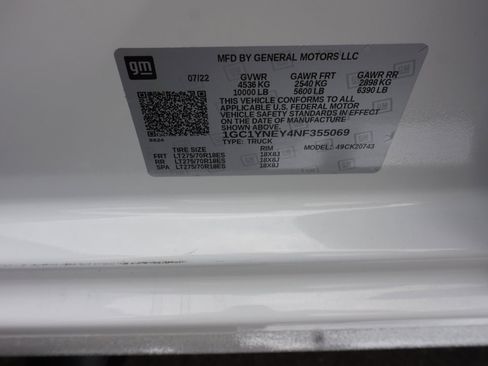 gm
MFD BY GENERAL MOTORS LLC
07/22 GVWR GAWR FRT GAWR RR
4536 KG 2540 KG 2898 KG
10000 LB 5600 LB 6390 LB
THIS VEHICLE CONFORMS TO ALL
APPLICABLE U.S. FEDERAL MOTOR
VEHICLE SAFETY STANDARDS IN EFFECT
ON THE DATE OF MANUFACTURE SHOWN ABOVE.
1GC1YNEY4NF355069
TYPE: TRUCK MODEL: 49CK20743
TIRE SIZE RIM
FRT LT275/70R18ES 18X8J
RR LT275/70R18ES 18X8J
SPA LT275/70R18ES 18X8J